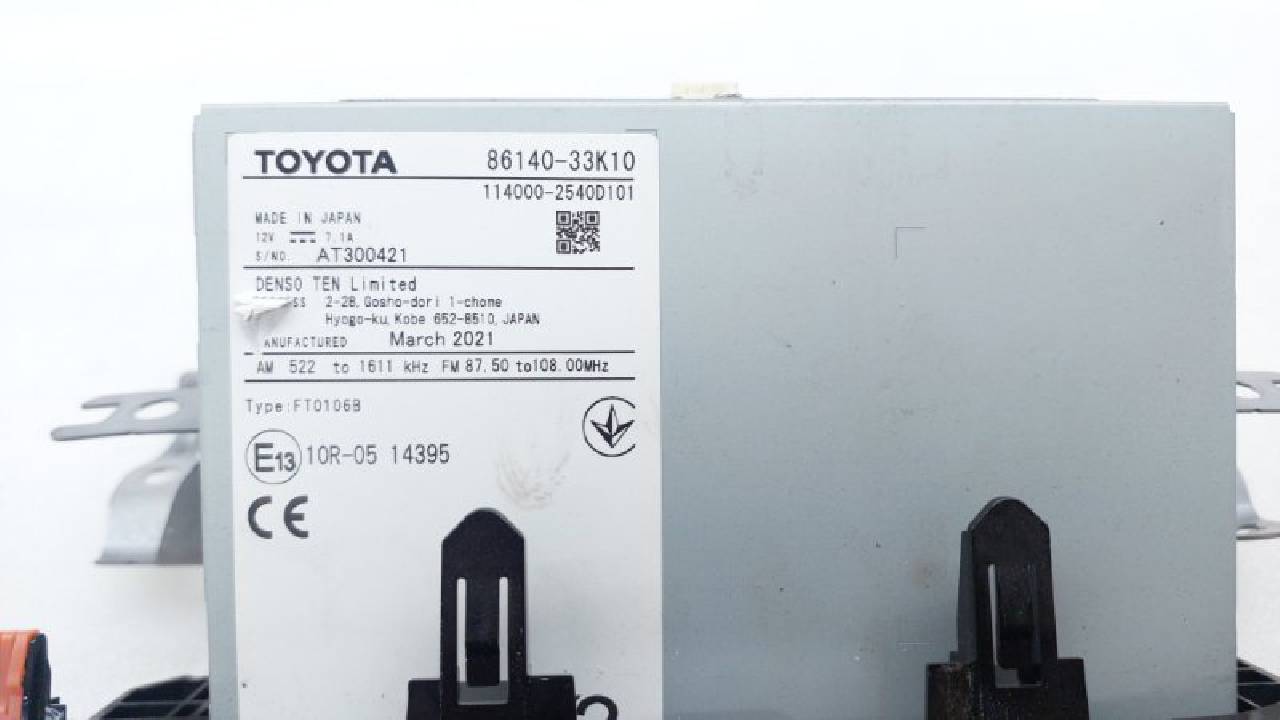 TOYOTA 86140-33K10
114000-2540D101
MADE IN JAPAN
12V 7.1A
S/NO. AT300421
DENSO TEN Limited
2-28, Gosho-dori 1-chome
Hyogo-ku, Kobe 652-8510, JAPAN
ANUFACTURED March 2021
AM 522 to 1611 kHz FM 87.50 to108.00MHz
Type:FT0106B
E13 10R-05 14395
CE